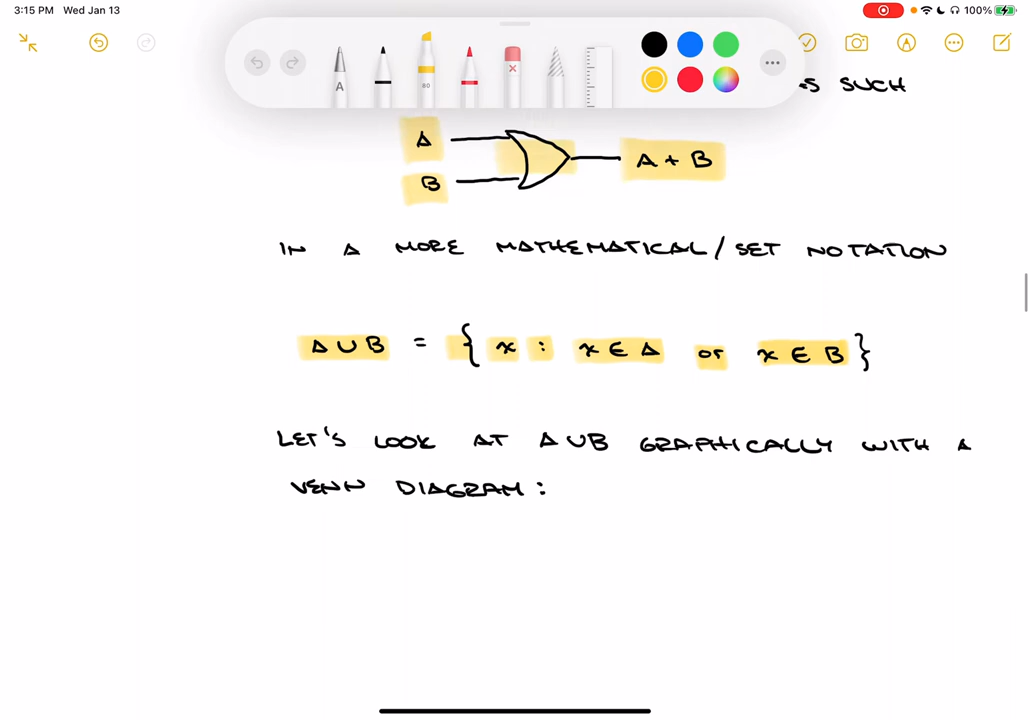 3:15 PM Wed Jan 13
100%
A
80
SUCH
A
A + B
B
IN A MORE MATHEMATICAL/SET NOTATION
A ∪ B = { x : x ∈ A or x ∈ B }
LET'S LOOK AT A ∪ B GRAPHICALLY WITH A
VENN DIAGRAM: